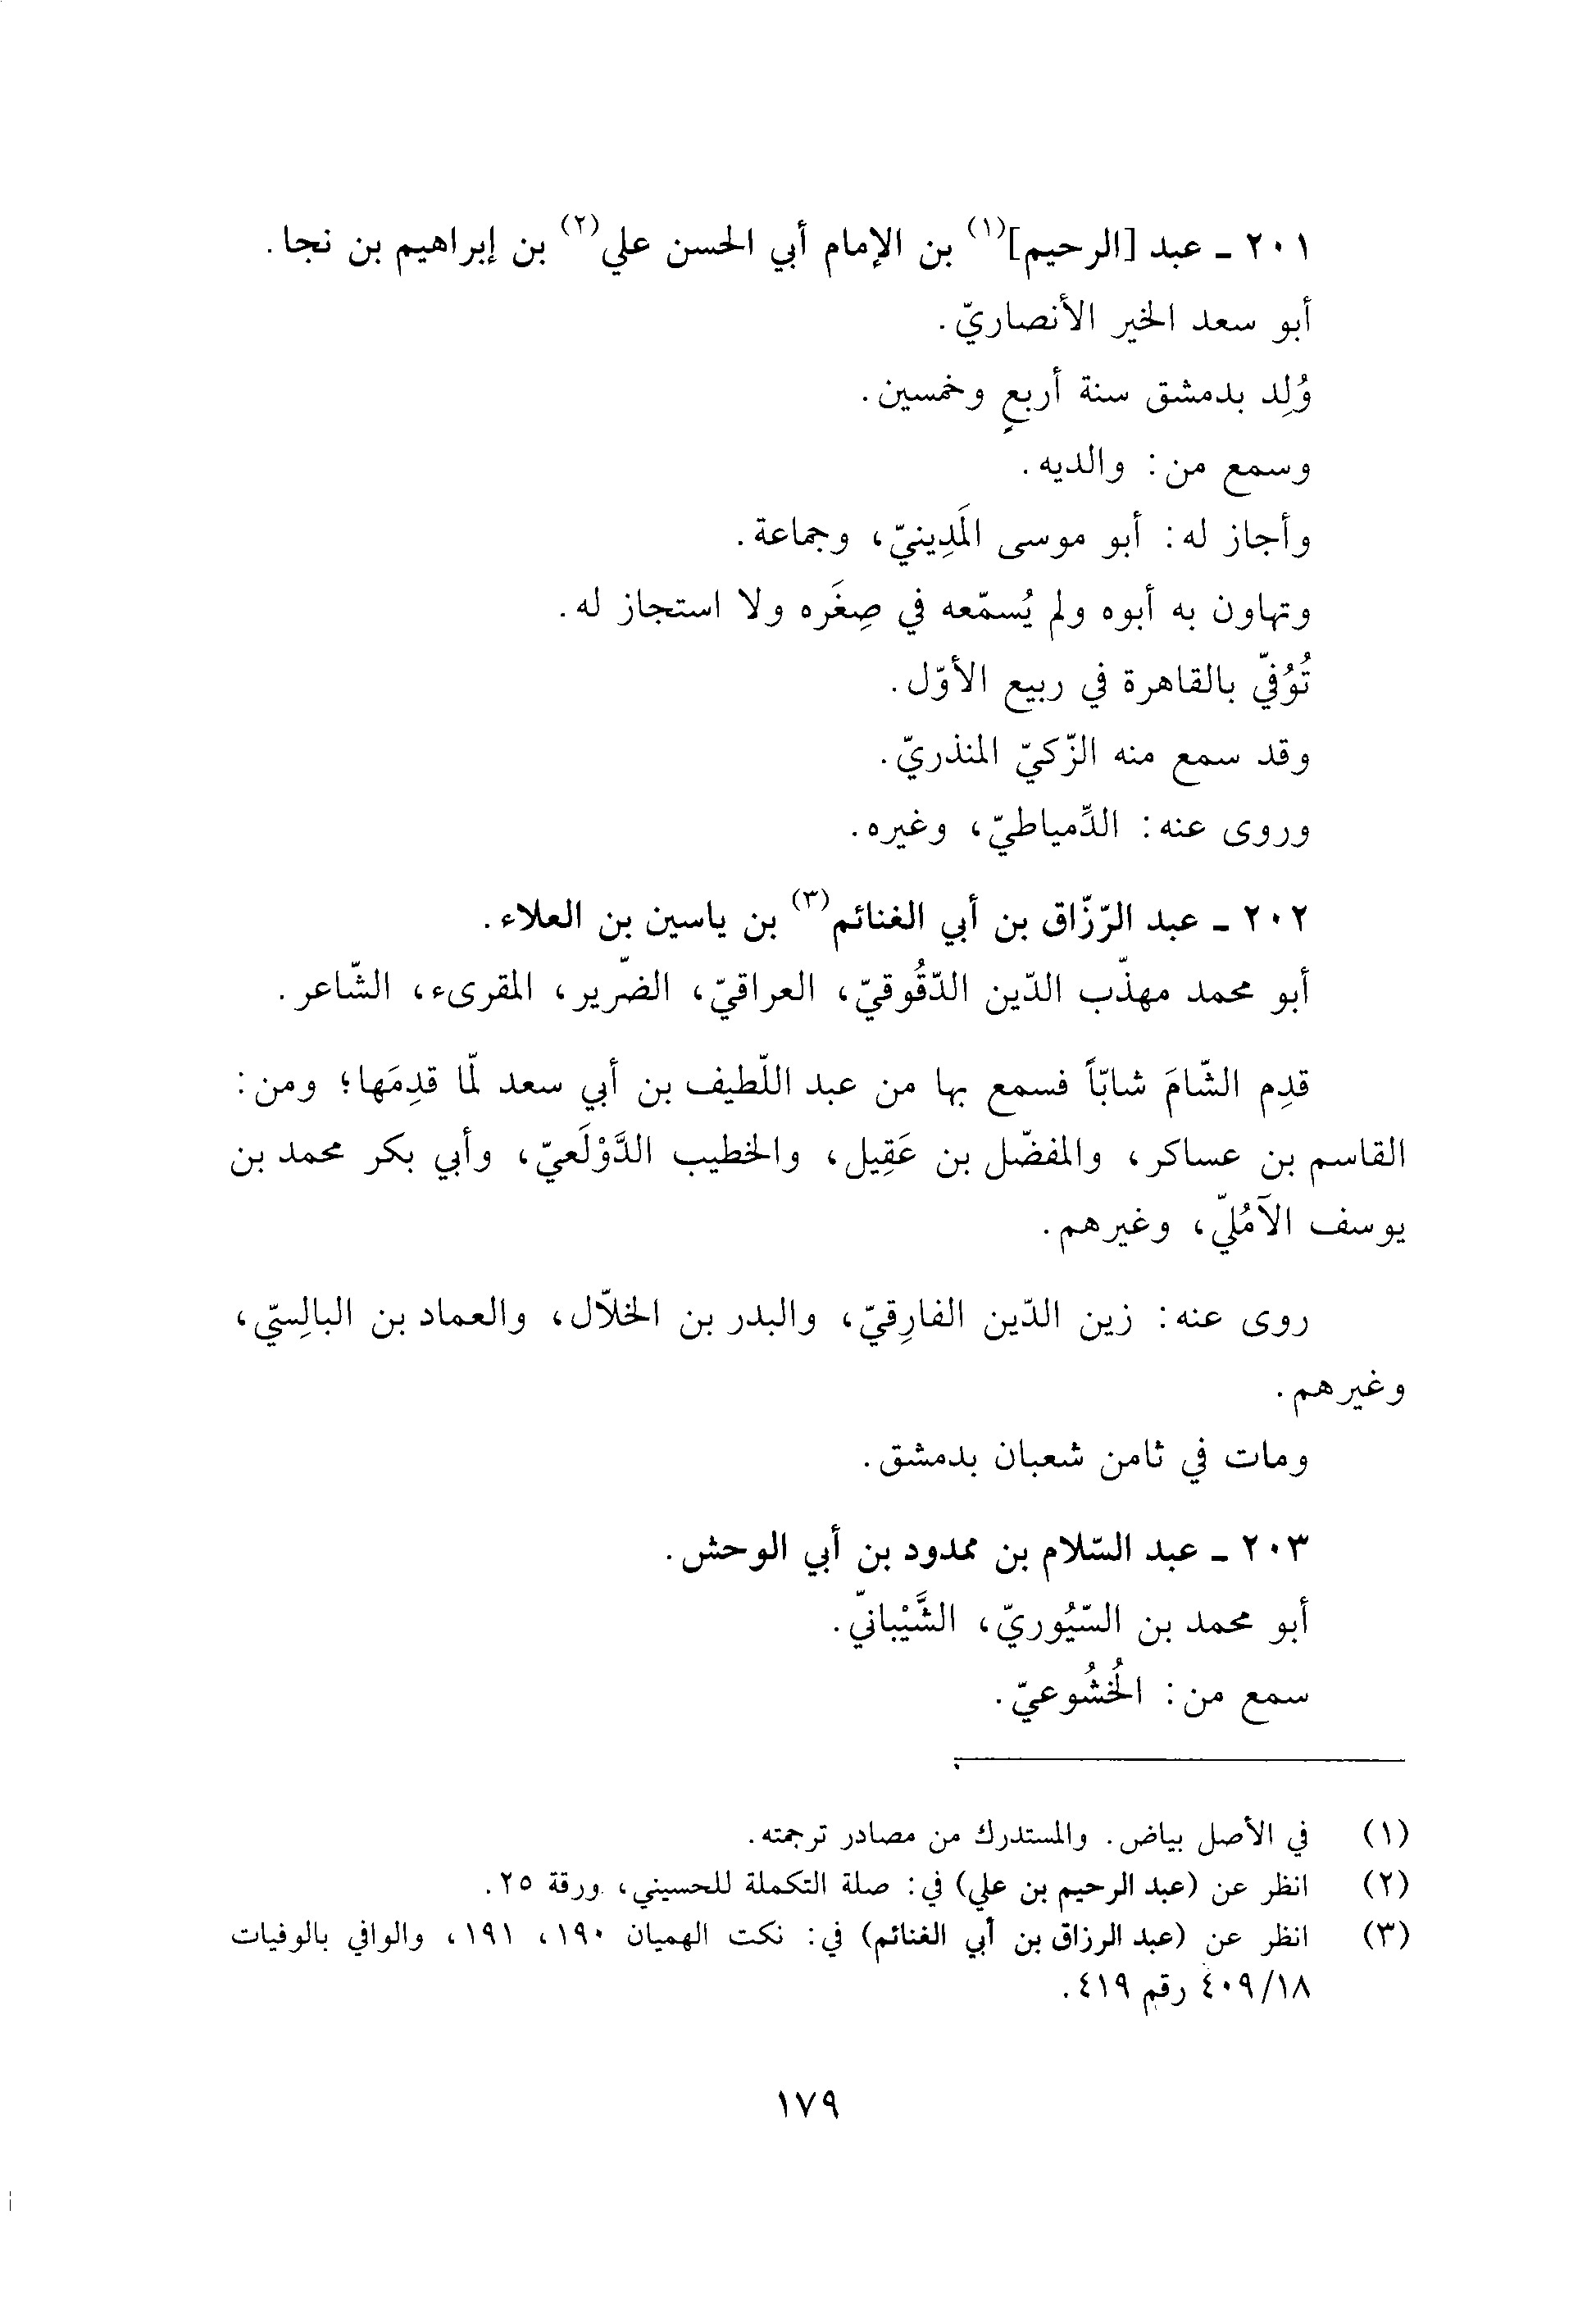 ٢٠١ ـ عبد [الرحيم](١) بن الإمام أبي الحسن علي(٢) بن إبراهيم بن نجا.
أبو سعد الخير الأنصاريّ.
وُلِد بدمشق سنة أربعٍ وخمسين.
وسمع من: والديه.
وأجاز له: أبو موسى المَدِينيّ، وجماعة.
وتهاون به أبوه ولم يُسمّعه في صِغَره ولا استجاز له.
تُوُفّي بالقاهرة في ربيع الأوّل.
وقد سمع منه الزّكيّ المنذريّ.
وروى عنه: الدِّمياطيّ، وغيره.
٢٠٢ ـ عبد الرّزّاق بن أبي الغنائم(٣) بن ياسين بن العلاء.
أبو محمد مهذّب الدّين الدّقُوقيّ، العراقيّ، الضّرير، المقرىء، الشّاعر.
قدِم الشّامَ شابّاً فسمع بها من عبد اللّطيف بن أبي سعد لمّا قدِمَها؛ ومن:
القاسم بن عساكر، والمفضّل بن عَقِيل، والخطيب الدَّوْلَعيّ، وأبي بكر محمد بن
يوسف الآمُليّ، وغيرهم.
روى عنه: زين الدّين الفارِقيّ، والبدر بن الخلّال، والعماد بن البالِسيّ،
وغيرهم.
ومات في ثامن شعبان بدمشق.
٢٠٣ ـ عبد السّلام بن ممدود بن أبي الوحش.
أبو محمد بن السّيُوريّ، الشَّيْبانيّ.
سمع من: الخُشُوعيّ.
(١) في الأصل بياض. والمستدرك من مصادر ترجمته.
(٢) انظر عن (عبد الرحيم بن علي) في: صلة التكملة للحسيني، ورقة ٢٥.
(٣) انظر عن (عبد الرزاق بن أبي الغنائم) في: نكت الهميان ١٩٠، ١٩١، والوافي بالوفيات
٤٠٩/١٨ رقم ٤١٩.
١٧٩